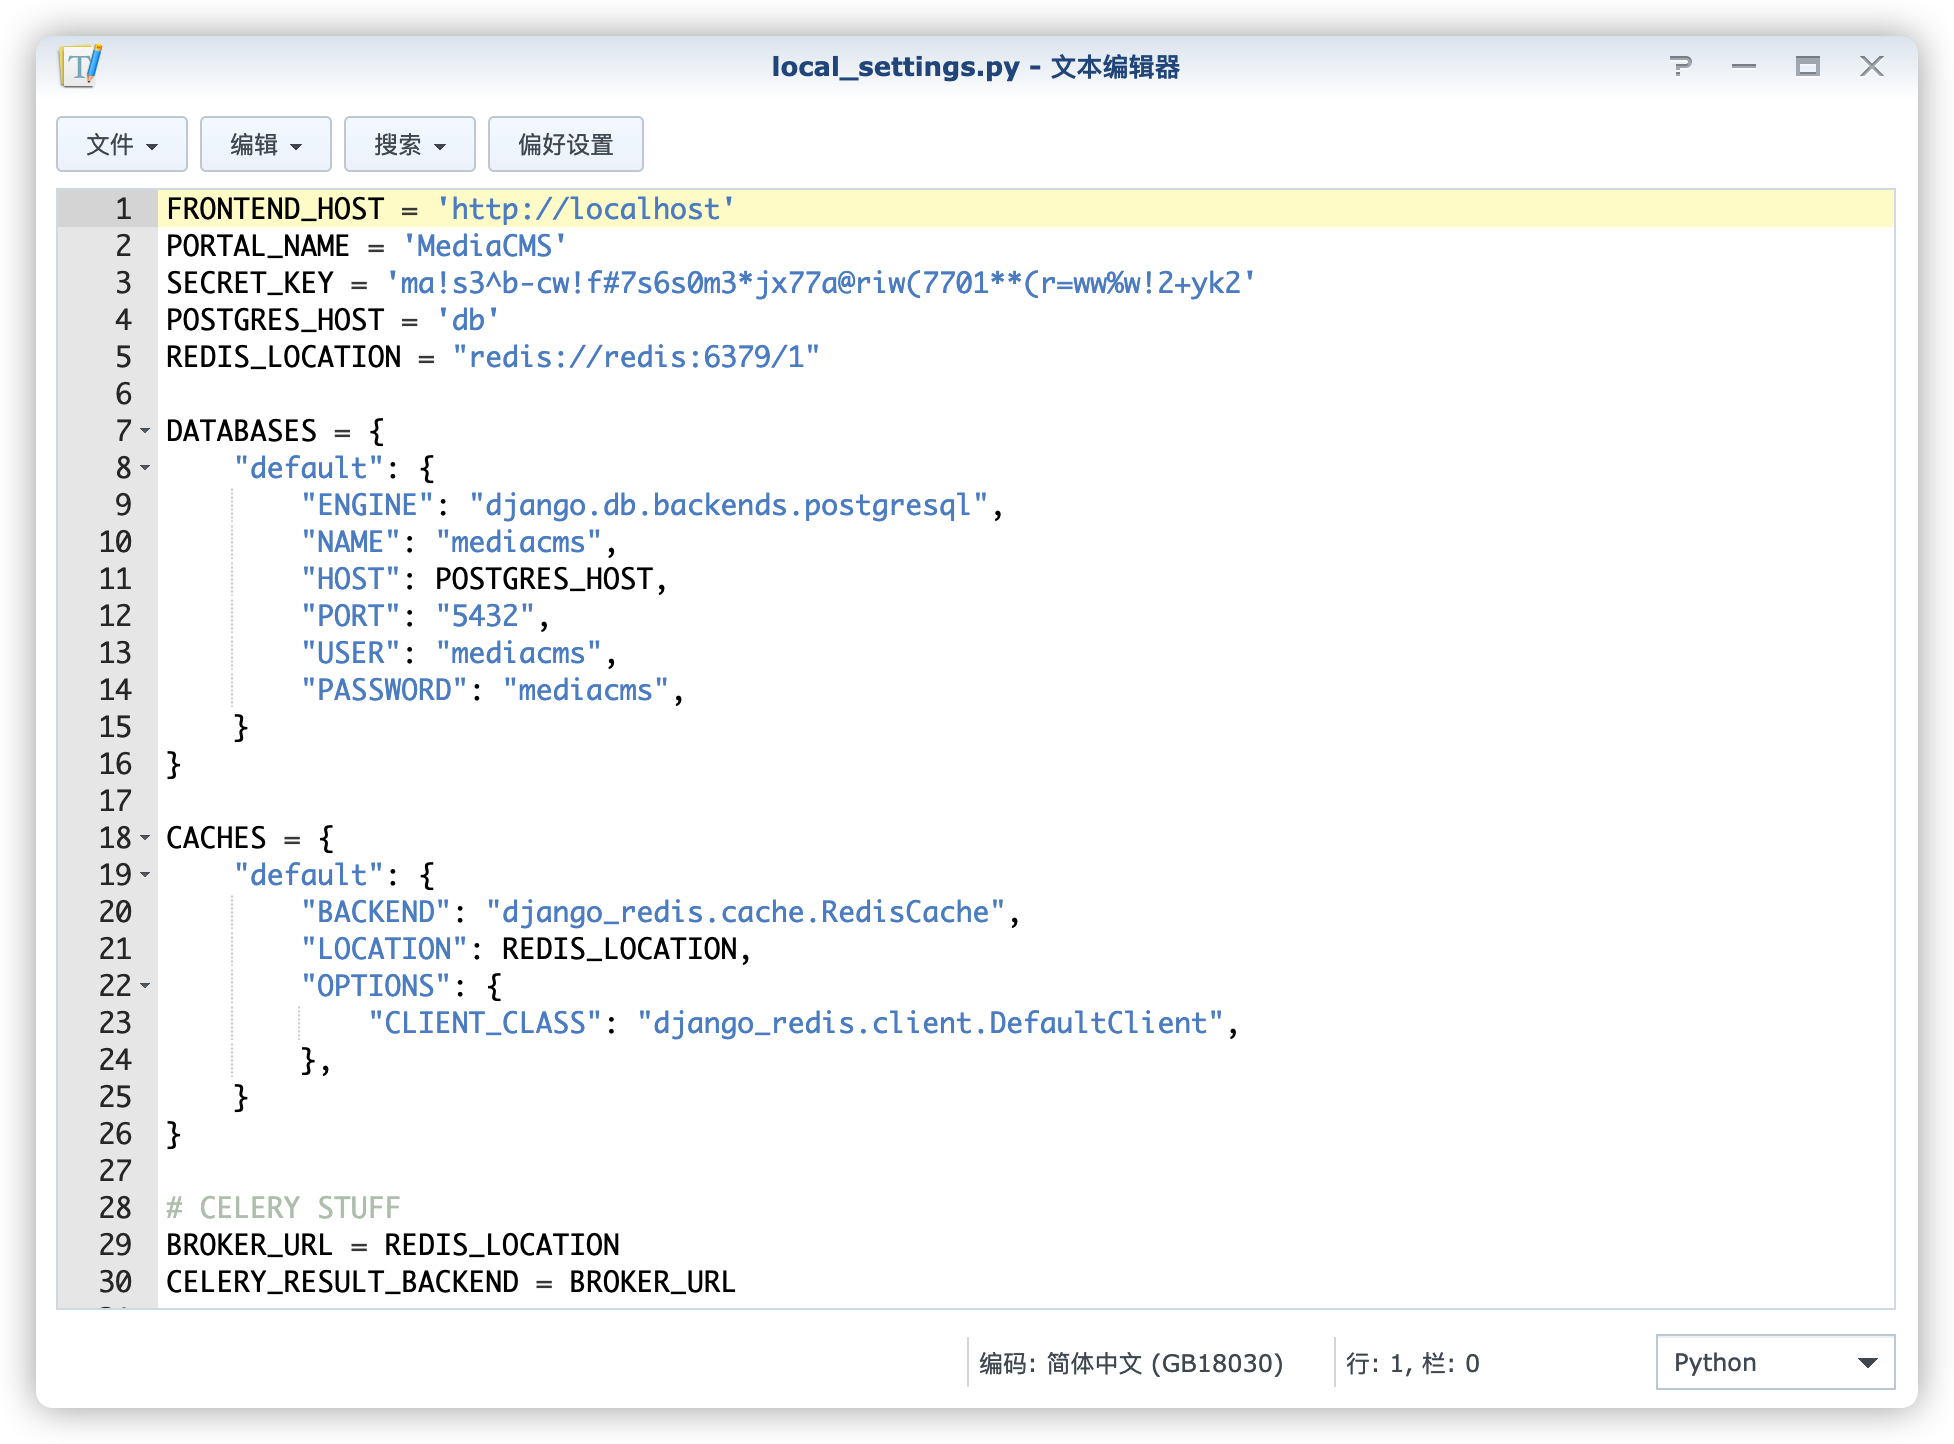 local_settings.py - 文本编辑器
文件 编辑 搜索 偏好设置
1 FRONTEND_HOST = 'http://localhost'
2 PORTAL_NAME = 'MediaCMS'
3 SECRET_KEY = 'ma!s3^b-cw!f#7s6s0m3*jx77a@riw(7701**(r=ww%w!2+yk2'
4 POSTGRES_HOST = 'db'
5 REDIS_LOCATION = "redis://redis:6379/1"
6
7 DATABASES = {
8     "default": {
9         "ENGINE": "django.db.backends.postgresql",
10         "NAME": "mediacms",
11         "HOST": POSTGRES_HOST,
12         "PORT": "5432",
13         "USER": "mediacms",
14         "PASSWORD": "mediacms",
15     }
16 }
17
18 CACHES = {
19     "default": {
20         "BACKEND": "django_redis.cache.RedisCache",
21         "LOCATION": REDIS_LOCATION,
22         "OPTIONS": {
23             "CLIENT_CLASS": "django_redis.client.DefaultClient",
24         },
25     }
26 }
27
28 # CELERY STUFF
29 BROKER_URL = REDIS_LOCATION
30 CELERY_RESULT_BACKEND = BROKER_URL
编码: 简体中文 (GB18030) 行: 1, 栏: 0 Python